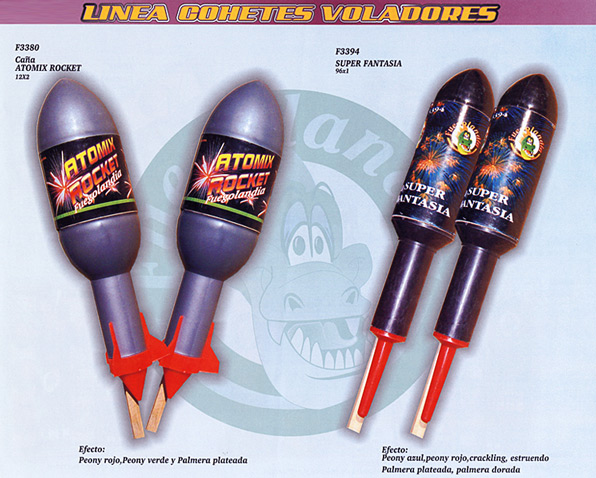 LINEA COHETES VOLADORES
F3380
Caña
ATOMIX ROCKET
12X2
F3394
SUPER FANTASIA
96x1
ATOMIX
ROCKET
Fuegolandia
ATOMIX
ROCKET
Fuegolandia
SUPER
FANTASIA
Fuegolandia
SUPER
FANTASIA
Efecto:
Peony rojo,Peony verde y Palmera plateada
Efecto:
Peony azul,peony rojo,crackling, estruendo
Palmera plateada, palmera dorada